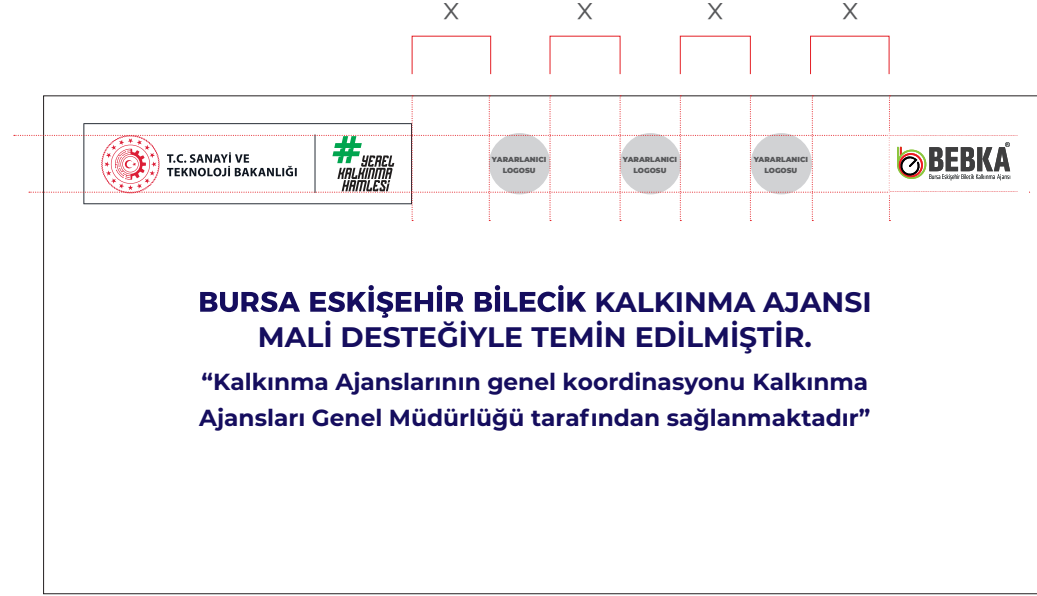 X X X X
T.C. SANAYİ VE
TEKNOLOJİ BAKANLIĞI
#YEREL
KALKINMA
HAMLESİ
YARARLANICI
LOGOSU
YARARLANICI
LOGOSU
YARARLANICI
LOGOSU
BEBKA®
Bursa Eskişehir Bilecik Kalkınma Ajansı
BURSA ESKİŞEHİR BİLECİK KALKINMA AJANSI
MALİ DESTEĞİYLE TEMİN EDİLMİŞTİR.
“Kalkınma Ajanslarının genel koordinasyonu Kalkınma
Ajansları Genel Müdürlüğü tarafından sağlanmaktadır”